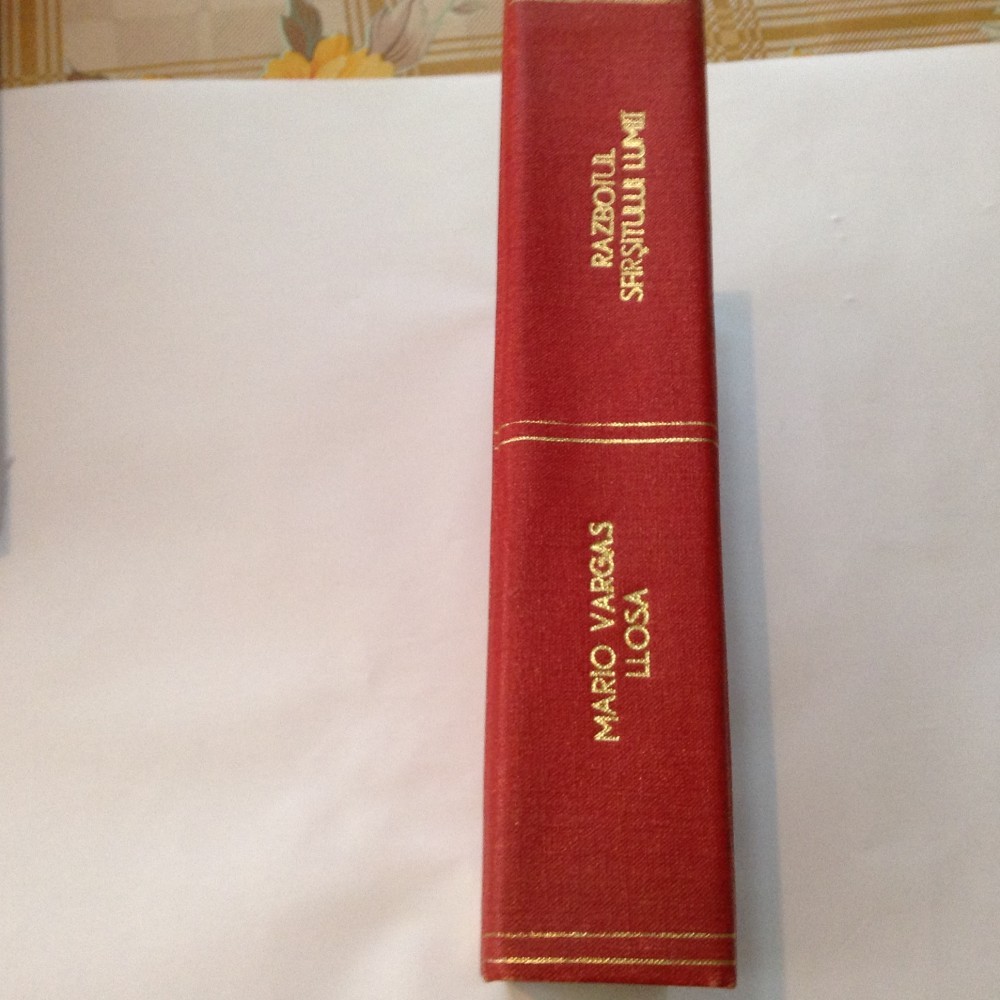 MARIO VARGAS
LLOSA
RAZBOIUL
SFIRŞITULUI LUMII